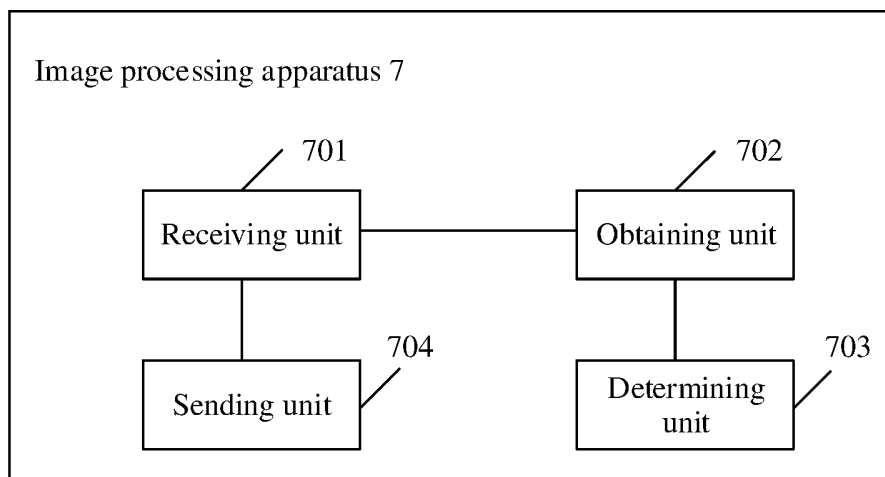 Image processing apparatus 7
701
702
Receiving unit
Obtaining unit
704
703
Sending unit
Determining
unit